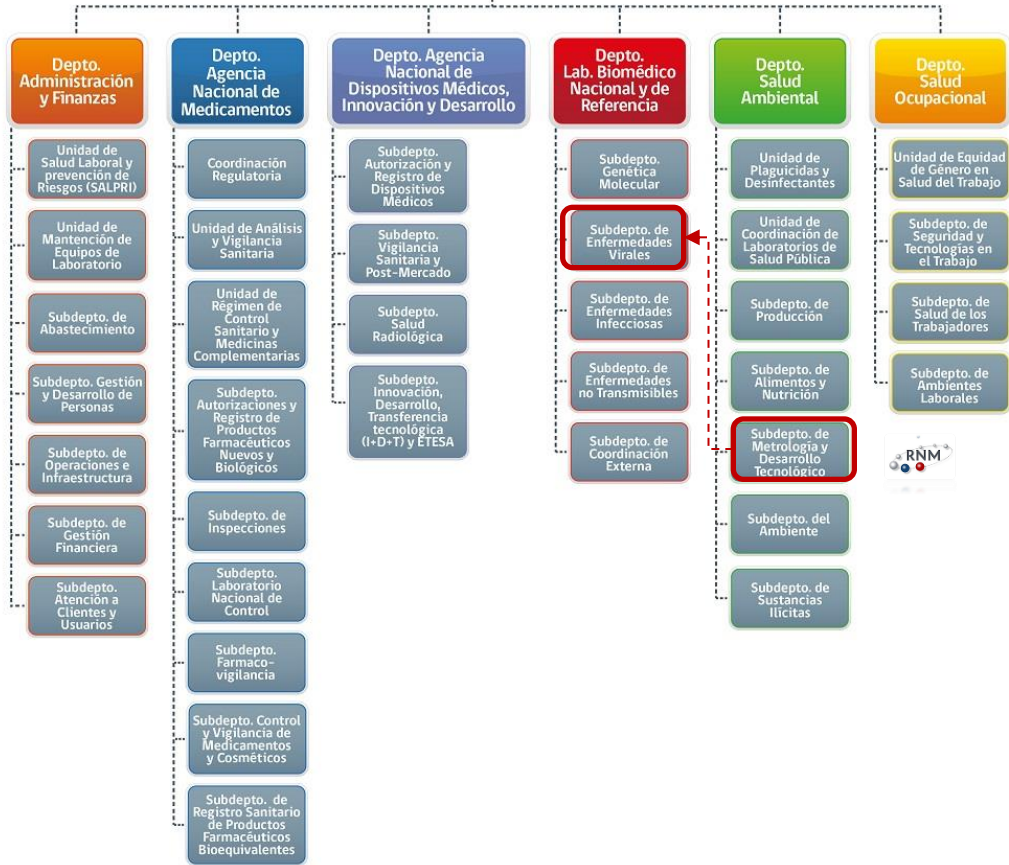 Depto.
Administración
y Finanzas
Unidad de
Salud Laboral y
prevención de
Riesgos (SALPRI)
Unidad de
Mantención de
Equipos de
Laboratorio
Subdepto. de
Abastecimiento
Subdepto. Gestión
y Desarrollo de
Personas
Subdepto. de
Operaciones e
Infraestructura
Subdepto. de
Gestión
Financiera
Subdepto.
Atención a
Clientes y
Usuarios
Depto.
Agencia
Nacional de
Medicamentos
Coordinación
Regulatoria
Unidad de Análisis
y Vigilancia
Sanitaria
Unidad de
Régimen de
Control
Sanitario y
Medicinas
Complementarias
Subdepto.
Autorizaciones y
Registro de
Productos
Farmacéuticos
Nuevos y
Biológicos
Subdepto. de
Inspecciones
Subdepto.
Laboratorio
Nacional de
Control
Subdepto.
Farmaco-
vigilancia
Subdepto. Control
y Vigilancia de
Medicamentos
y Cosméticos
Subdepto. de
Registro Sanitario
de Productos
Farmacéuticos
Bioequivalentes
Depto. Agencia
Nacional de
Dispositivos Médicos,
Innovación y Desarrollo
Subdepto.
Autorización y
Registro de
Dispositivos
Médicos
Subdepto.
Vigilancia
Sanitaria y
Post-Mercado
Subdepto.
Salud
Radiológica
Subdepto.
Innovación,
Desarrollo,
Transferencia
tecnológica
(I+D+T) y ETESA
Depto.
Lab. Biomédico
Nacional y de
Referencia
Subdepto.
Genética
Molecular
Subdepto. de
Enfermedades
Virales
Subdepto. de
Enfermedades
Infecciosas
Subdepto. de
Enfermedades
no Transmisibles
Subdepto. de
Coordinación
Externa
Depto.
Salud
Ambiental
Unidad de
Plaguicidas y
Desinfectantes
Unidad de
Coordinación de
Laboratorios de
Salud Pública
Subdepto. de
Producción
Subdepto. de
Alimentos y
Nutrición
Subdepto. de
Metrología y
Desarrollo
Tecnológico
Subdepto. del
Ambiente
Subdepto. de
Sustancias
Ilícitas
Depto.
Salud
Ocupacional
Unidad de Equidad
de Género en
Salud del Trabajo
Subdepto. de
Seguridad y
Tecnologías en
el Trabajo
Subdepto. de
Salud de los
Trabajadores
Subdepto. de
Ambientes
Laborales
RNM